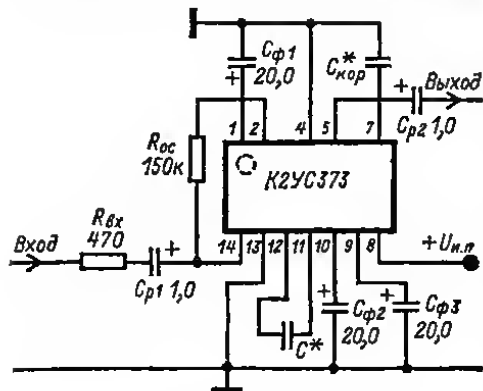 Cф1
20,0
C*кор
Выход
1 2 4 5 7
Cр2 1,0
Rос
150к
К2УС373
Вход
Rвх
470
Cр1 1,0
14 13 12 11 10 9 8
+Uи.п
C*
Cф2
20,0
Cф3
20,0